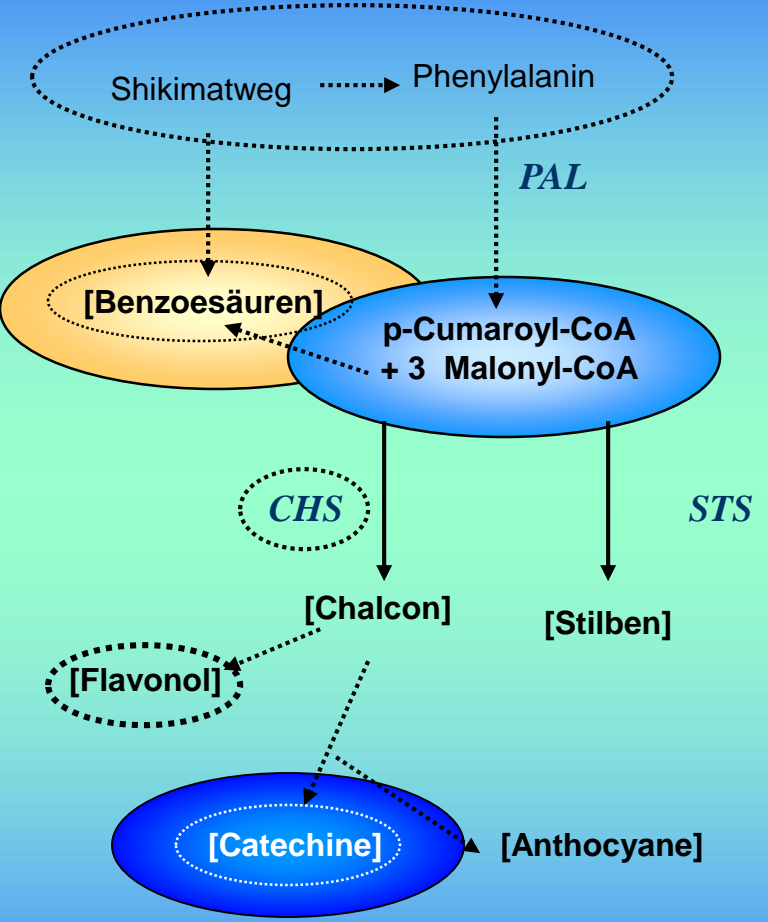 Shikimatweg
Phenylalanin
PAL
[Benzoesäuren]
p-Cumaroyl-CoA
+ 3 Malonyl-CoA
CHS
STS
[Chalcon]
[Stilben]
[Flavonol]
[Catechine]
[Anthocyane]